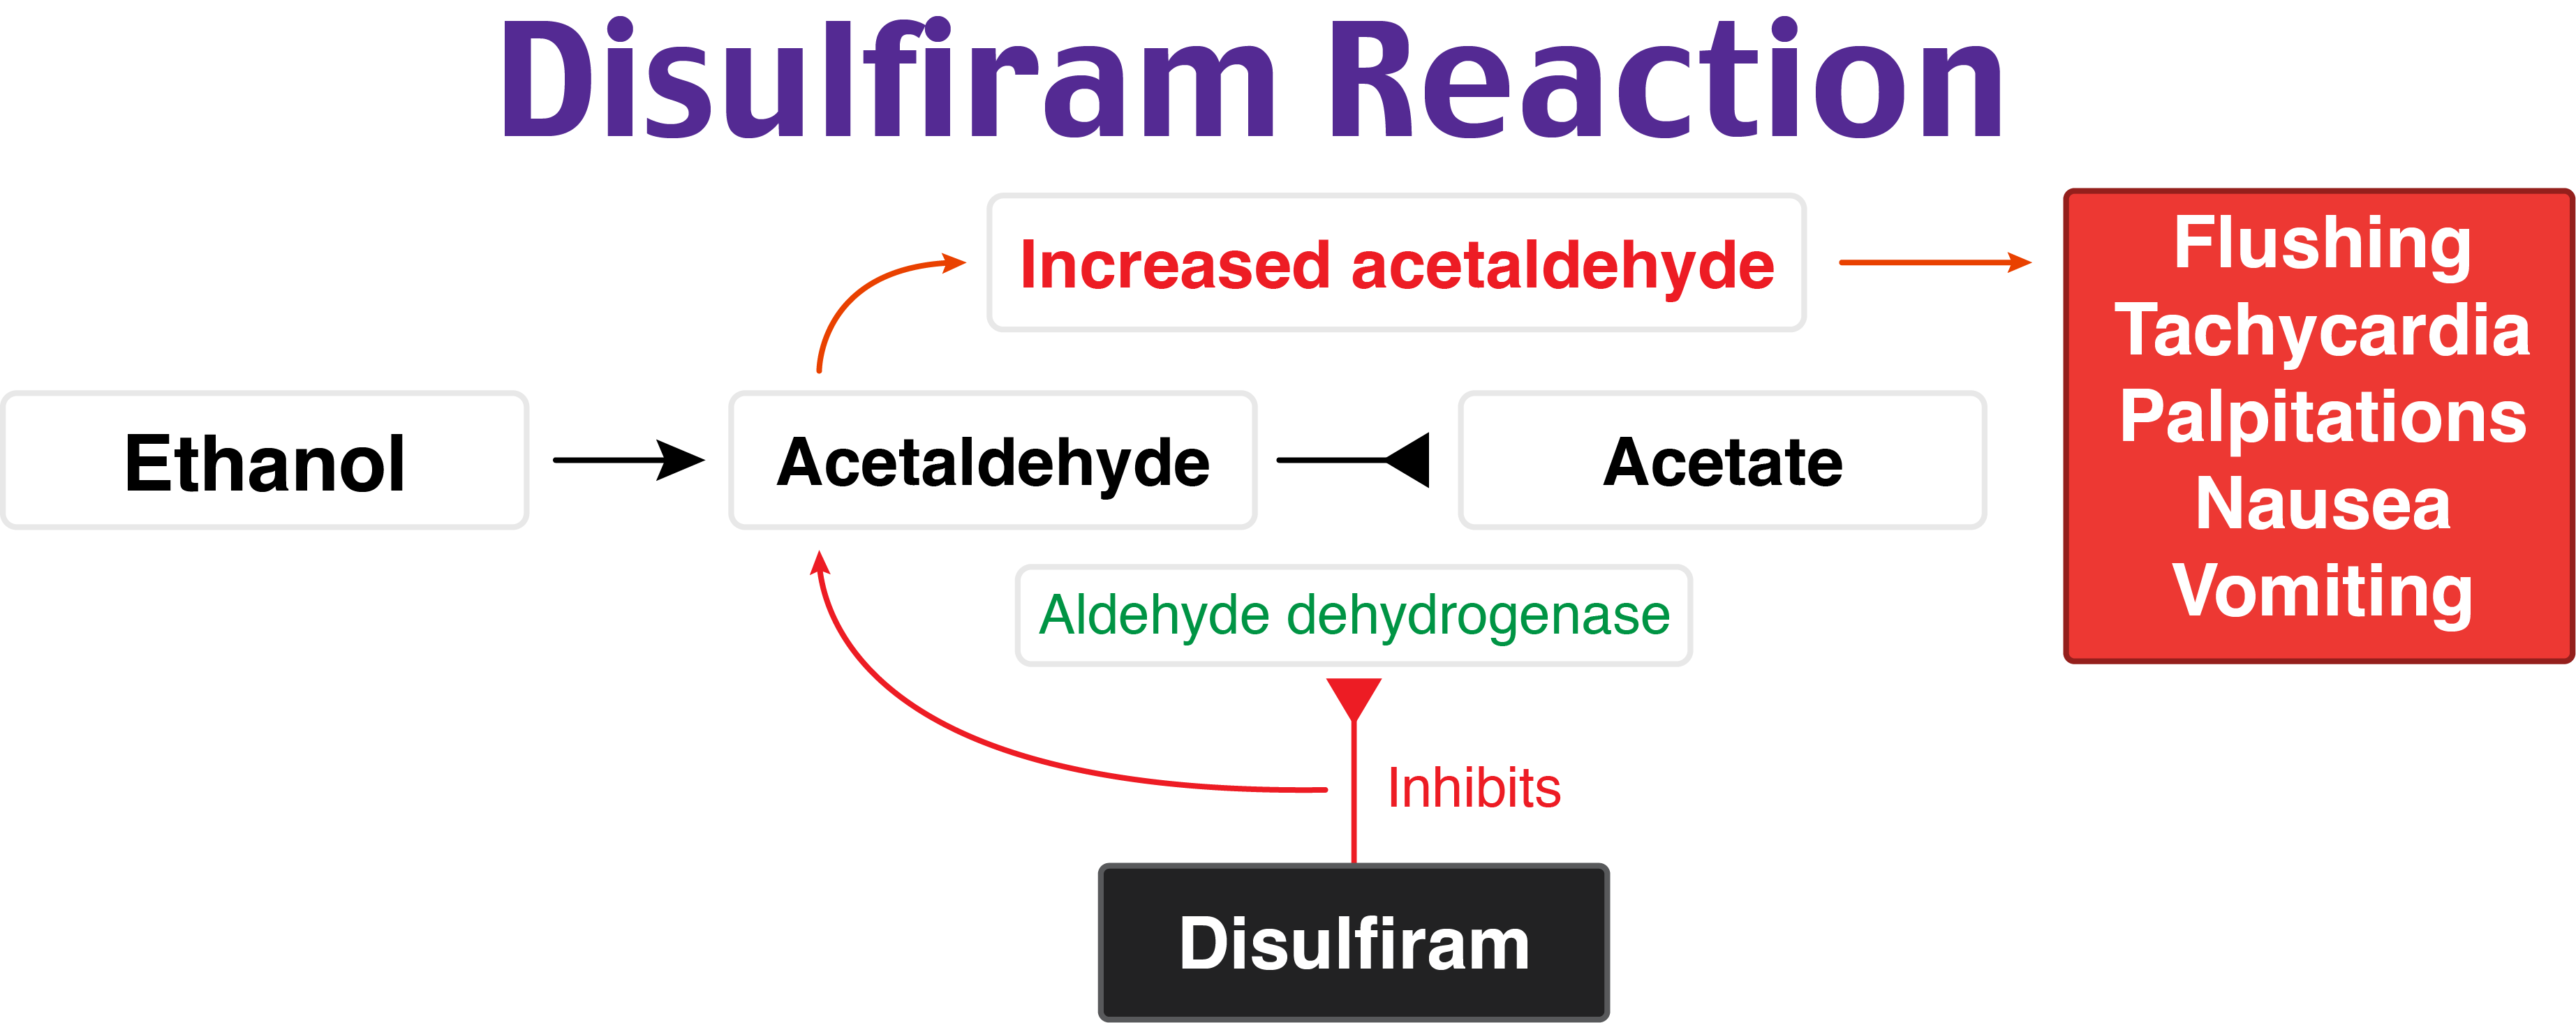 Disulfiram Reaction
Increased acetaldehyde
Flushing
Tachycardia
Palpitations
Nausea
Vomiting
Ethanol
Acetaldehyde
Acetate
Aldehyde dehydrogenase
Inhibits
Disulfiram